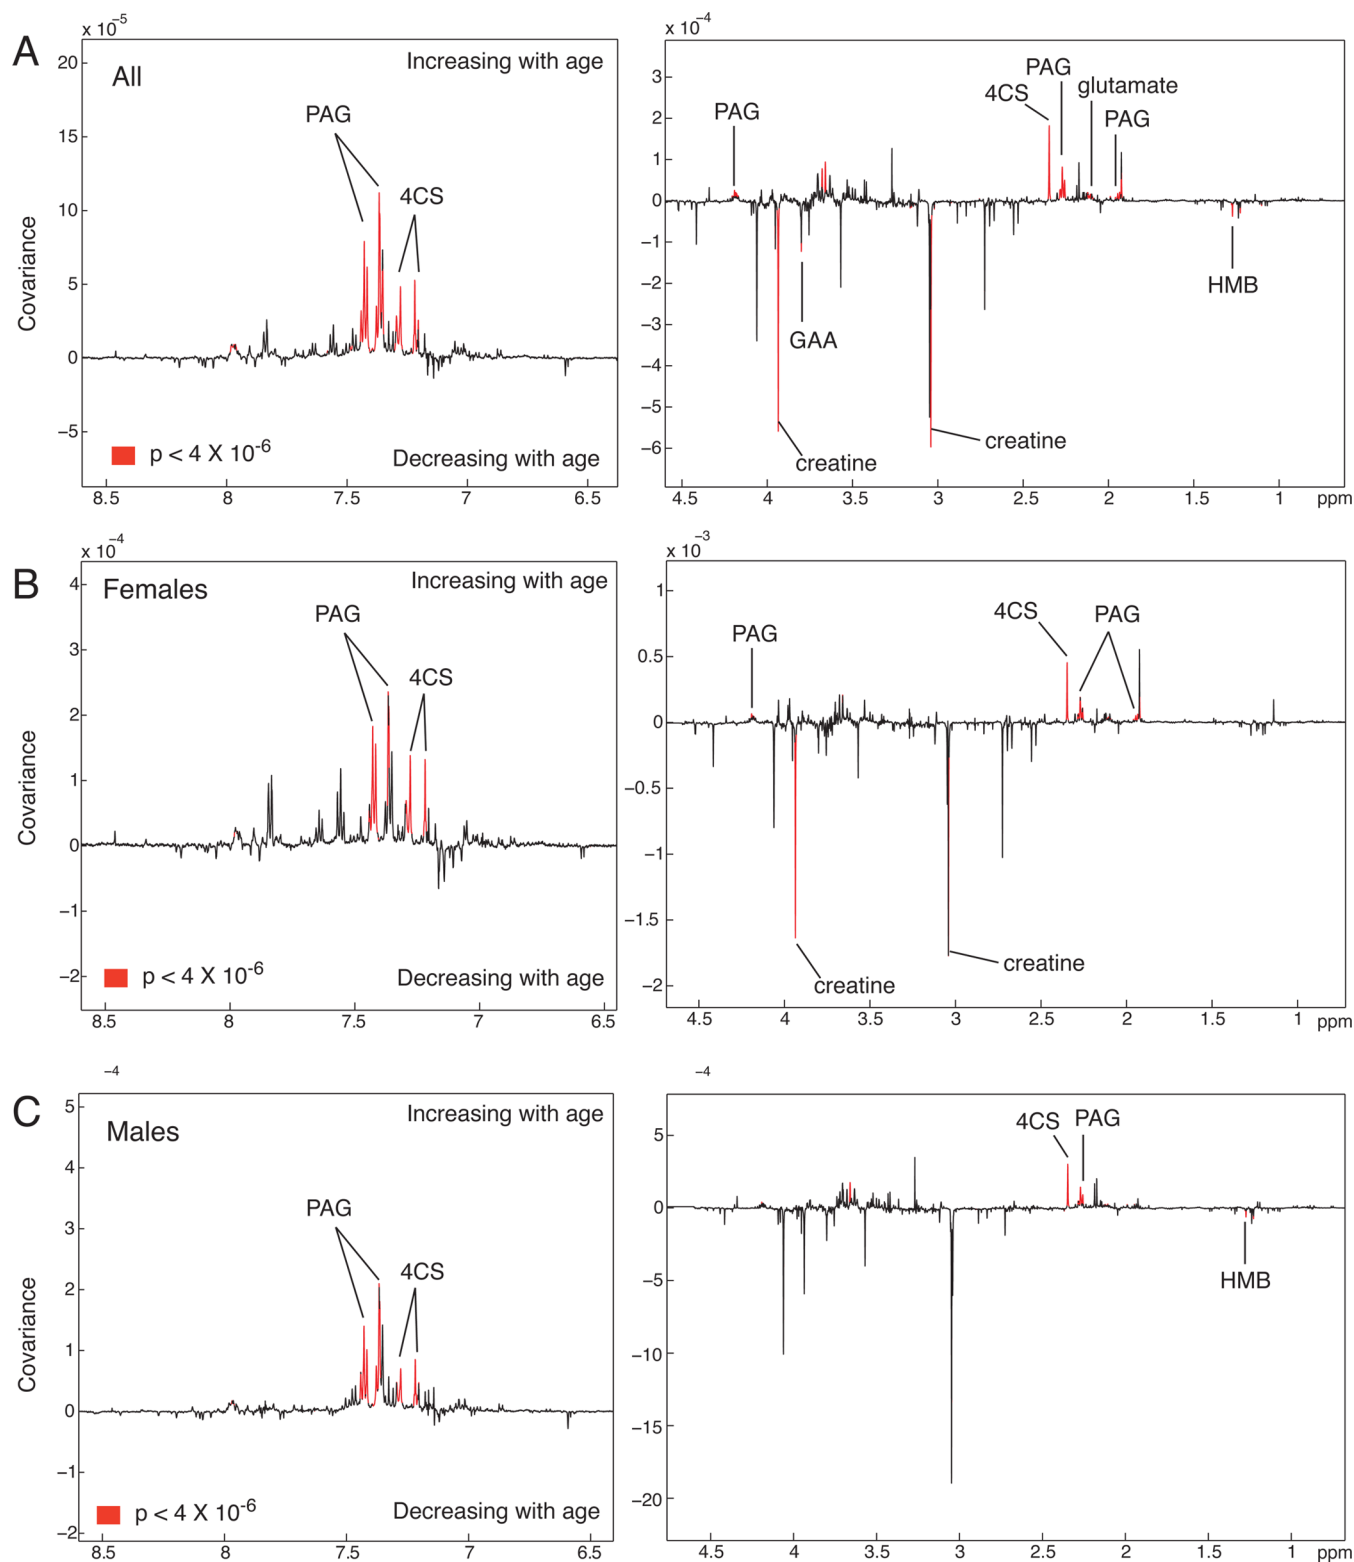 A
x 10⁻⁵
All
Increasing with age
PAG
4CS
20
15
10
5
0
−5
Covariance
p < 4 X 10⁻⁶
Decreasing with age
8.5 8 7.5 7 6.5
x 10⁻⁴
PAG
4CS
PAG
glutamate
PAG
3
2
1
0
−1
−2
−3
−4
−5
−6
GAA
HMB
creatine
creatine
4.5 4 3.5 3 2.5 2 1.5 1 ppm
B
x 10⁻⁴
Females
Increasing with age
PAG
4CS
4
3
2
1
0
−1
−2
Covariance
p < 4 X 10⁻⁶
Decreasing with age
8.5 8 7.5 7 6.5
x 10⁻³
PAG
4CS
PAG
1
0.5
0
−0.5
−1
−1.5
−2
creatine
creatine
4.5 4 3.5 3 2.5 2 1.5 1 ppm
C
−4
Males
Increasing with age
PAG
4CS
5
4
3
2
1
0
−1
−2
Covariance
p < 4 X 10⁻⁶
Decreasing with age
8.5 8 7.5 7 6.5
−4
4CS
PAG
5
0
−5
−10
−15
−20
HMB
4.5 4 3.5 3 2.5 2 1.5 1 ppm